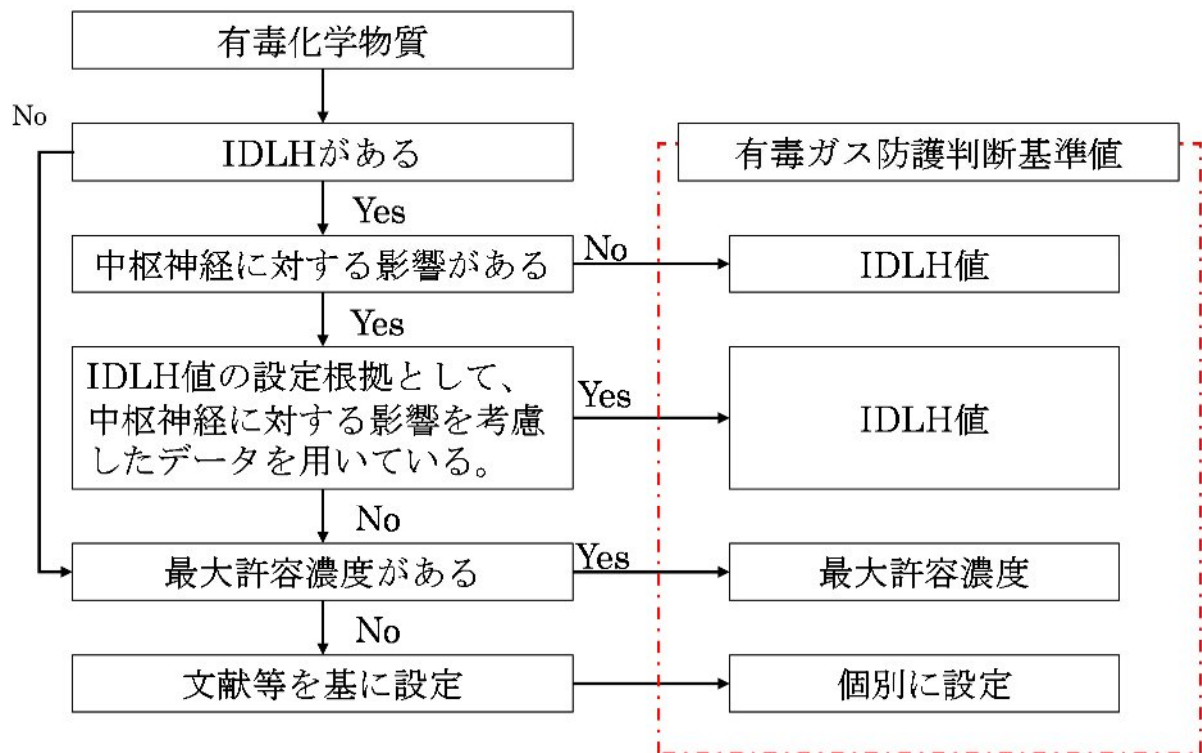 有毒化学物質
No
IDLHがある
有毒ガス防護判断基準値
Yes
中枢神経に対する影響がある
No
IDLH値
Yes
IDLH値の設定根拠として、
中枢神経に対する影響を考慮
したデータを用いている。
Yes
IDLH値
No
最大許容濃度がある
Yes
最大許容濃度
No
文献等を基に設定
個別に設定